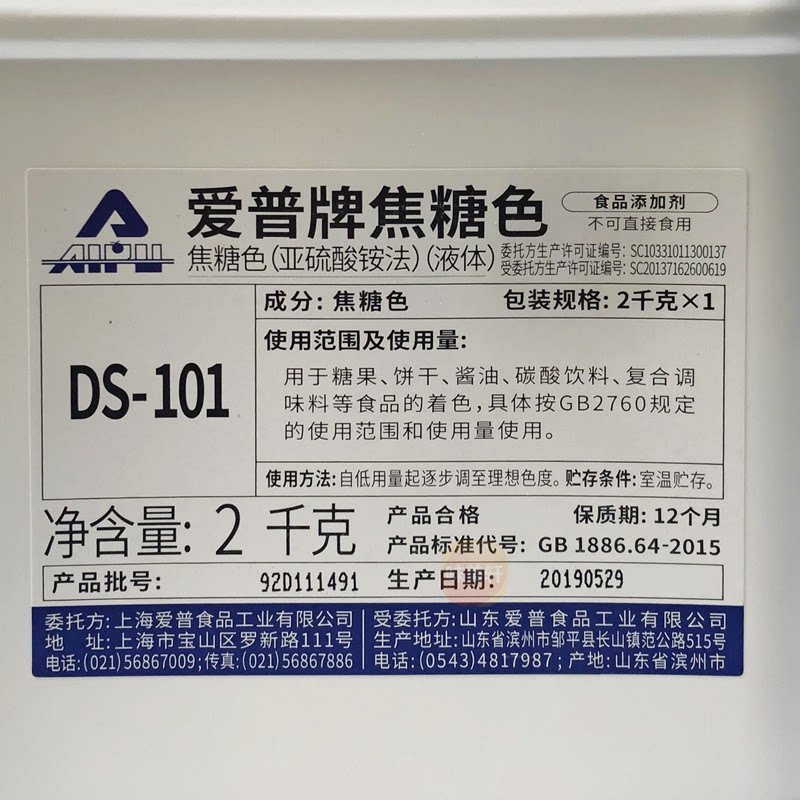 AIPU
爱普牌焦糖色
食品添加剂
不可直接食用
焦糖色(亚硫酸铵法)(液体)
委托方生产许可证编号: SC10331011300137
受委托方生产许可证编号: SC20137162600619
DS-101
成分: 焦糖色 包装规格: 2千克×1
使用范围及使用量:
用于糖果、饼干、酱油、碳酸饮料、复合调
味料等食品的着色,具体按GB2760规定
的使用范围和使用量使用。
使用方法:自低用量起逐步调至理想色度。贮存条件:室温贮存。
净含量: 2 千克
产品合格 保质期: 12个月
产品标准代号: GB 1886.64-2015
产品批号: 92D111491 生产日期: 20190529
委托方:上海爱普食品工业有限公司
地 址:上海市宝山区罗新路111号
电话:(021)56867009;传真:(021)56867886
受委托方:山东爱普食品工业有限公司
生产地址:山东省滨州市邹平县长山镇范公路515号
电话:(0543)4817987;产地:山东省滨州市